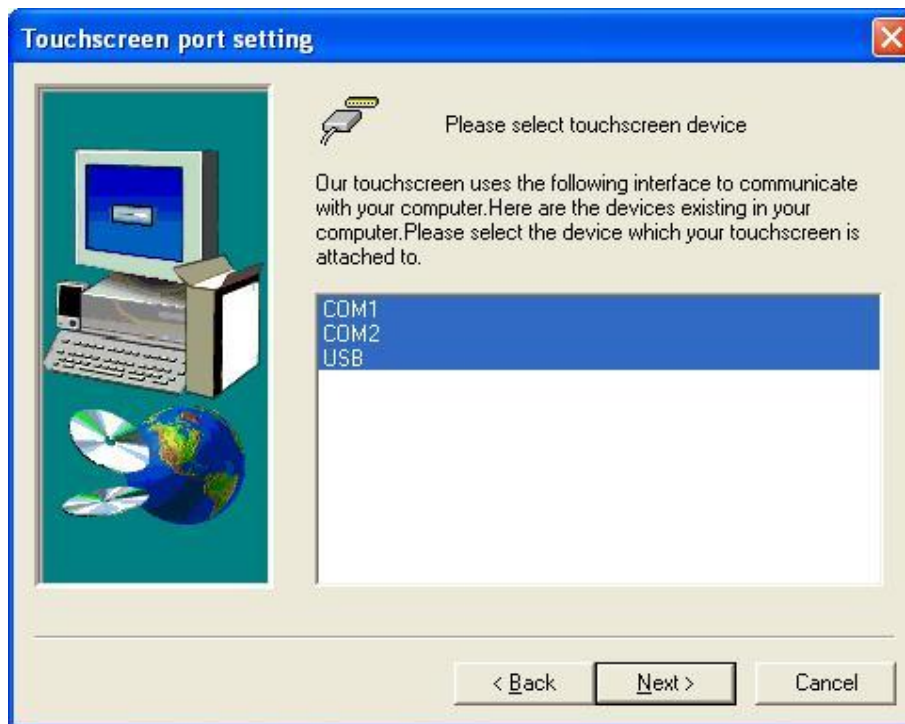 Touchscreen port setting
Please select touchscreen device
Our touchscreen uses the following interface to communicate
with your computer.Here are the devices existing in your
computer.Please select the device which your touchscreen is
attached to.
COM1
COM2
USB
< Back
Next >
Cancel